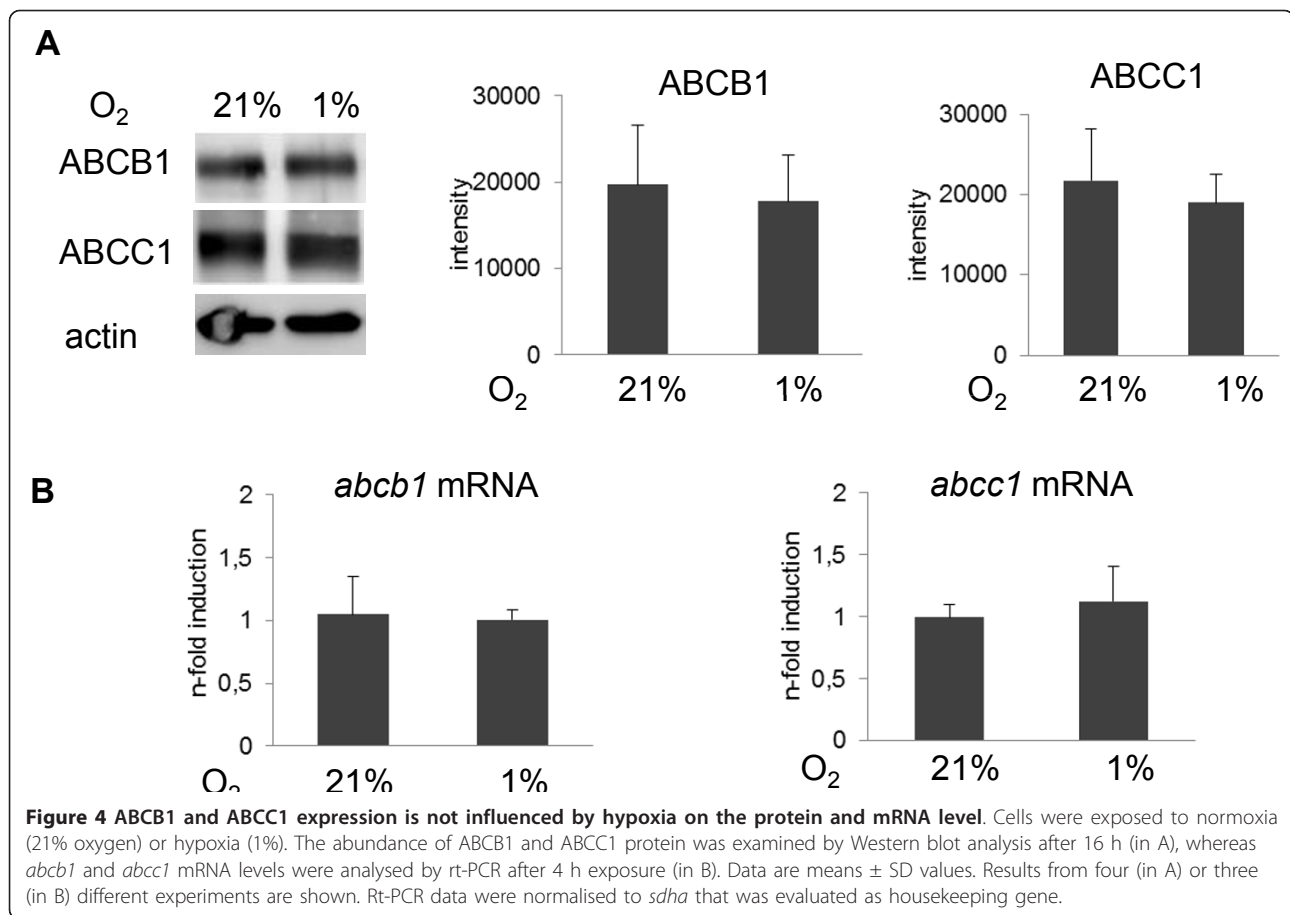 A
O2 21% 1%
ABCB1
ABCC1
actin
ABCB1
30000
20000
10000
0
intensity
O2 21% 1%
ABCC1
30000
20000
10000
0
intensity
O2 21% 1%
B
abcb1 mRNA
2
1,5
1
0,5
0
n-fold induction
O2 21% 1%
abcc1 mRNA
2
1,5
1
0,5
0
n-fold induction
O2 21% 1%
Figure 4 ABCB1 and ABCC1 expression is not influenced by hypoxia on the protein and mRNA level. Cells were exposed to normoxia
(21% oxygen) or hypoxia (1%). The abundance of ABCB1 and ABCC1 protein was examined by Western blot analysis after 16 h (in A), whereas
abcb1 and abcc1 mRNA levels were analysed by rt-PCR after 4 h exposure (in B). Data are means ± SD values. Results from four (in A) or three
(in B) different experiments are shown. Rt-PCR data were normalised to sdha that was evaluated as housekeeping gene.